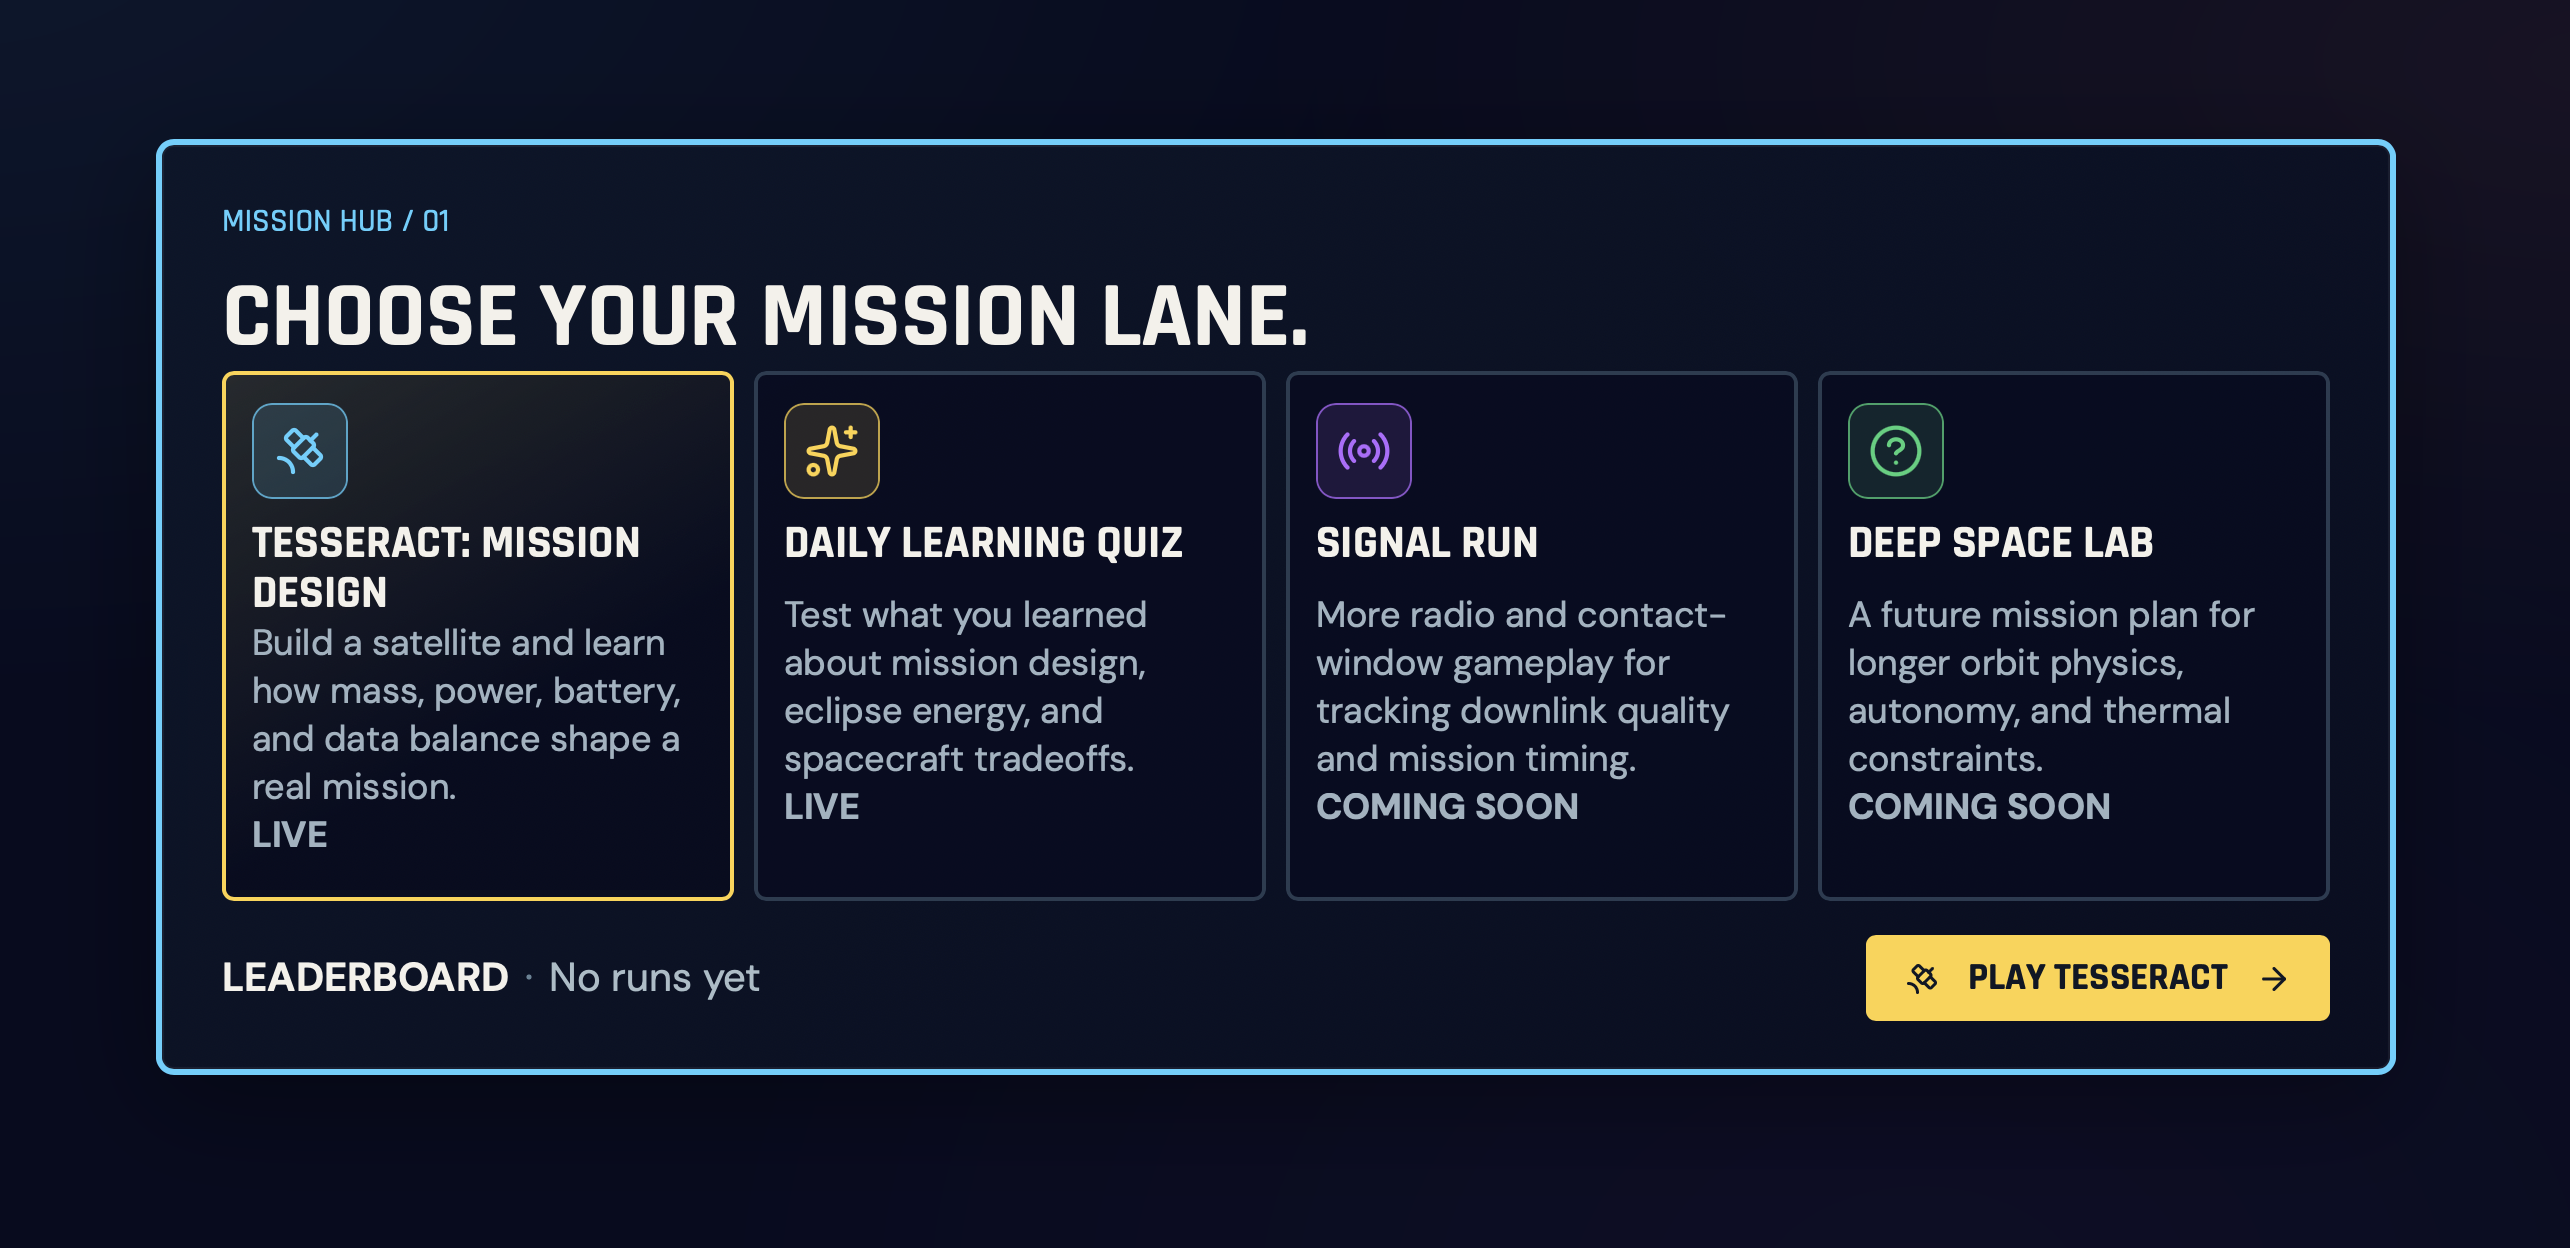 MISSION HUB / 01
CHOOSE YOUR MISSION LANE.
TESSERACT: MISSION
DESIGN
Build a satellite and learn
how mass, power, battery,
and data balance shape a
real mission.
LIVE
DAILY LEARNING QUIZ
Test what you learned
about mission design,
eclipse energy, and
spacecraft tradeoffs.
LIVE
SIGNAL RUN
More radio and contact-
window gameplay for
tracking downlink quality
and mission timing.
COMING SOON
DEEP SPACE LAB
A future mission plan for
longer orbit physics,
autonomy, and thermal
constraints.
COMING SOON
LEADERBOARD · No runs yet
PLAY TESSERACT →